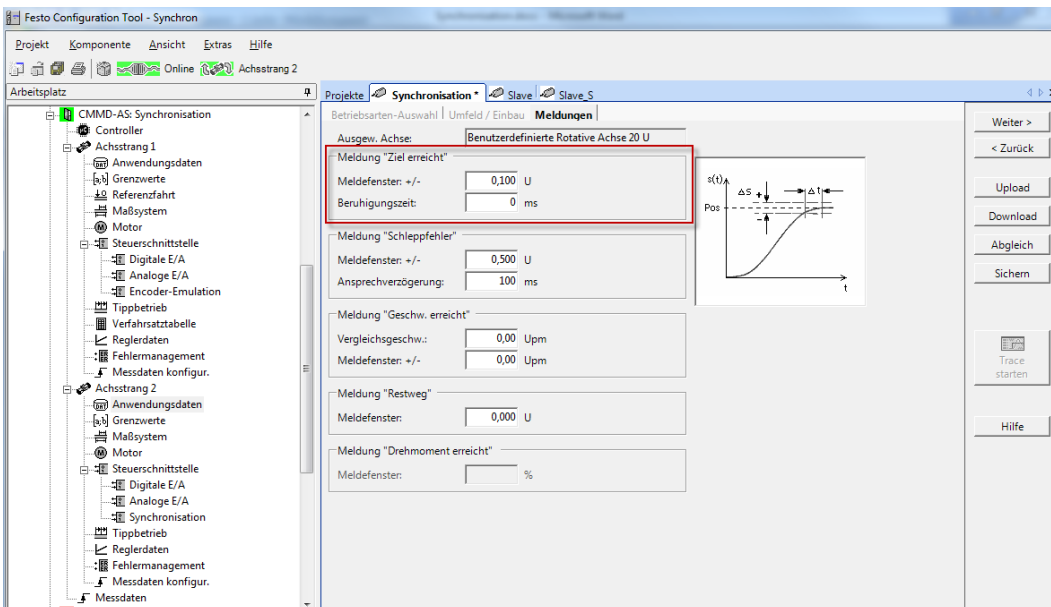 Festo Configuration Tool - Synchron
Projekt Komponente Ansicht Extras Hilfe
Online Achsstrang 2
Arbeitsplatz
CMMD-AS: Synchronisation
Controller
Achsstrang 1
Anwendungsdaten
Grenzwerte
Referenzfahrt
Maßsystem
Motor
Steuerschnittstelle
Digitale E/A
Analoge E/A
Encoder-Emulation
Tippbetrieb
Verfahrsatztabelle
Reglerdaten
Fehlermanagement
Messdaten konfigur.
Achsstrang 2
Anwendungsdaten
Grenzwerte
Maßsystem
Motor
Steuerschnittstelle
Digitale E/A
Analoge E/A
Synchronisation
Tippbetrieb
Reglerdaten
Fehlermanagement
Messdaten konfigur.
Messdaten
Projekte Synchronisation * Slave Slave_S
Betriebsarten-Auswahl Umfeld / Einbau Meldungen
Ausgew. Achse: Benutzerdefinierte Rotative Achse 20 U
Meldung "Ziel erreicht"
Meldefenster: +/- 0,100 U
Beruhigungszeit: 0 ms
Meldung "Schleppfehler"
Meldefenster: +/- 0,500 U
Ansprechverzögerung: 100 ms
Meldung "Geschw. erreicht"
Vergleichsgeschw.: 0,00 Upm
Meldefenster: +/- 0,00 Upm
Meldung "Restweg"
Meldefenster: 0,000 U
Meldung "Drehmoment erreicht"
Meldefenster: %
s(t)
ΔS + Δt
Pos -
t
Weiter >
< Zurück
Upload
Download
Abgleich
Sichern
Trace
starten
Hilfe